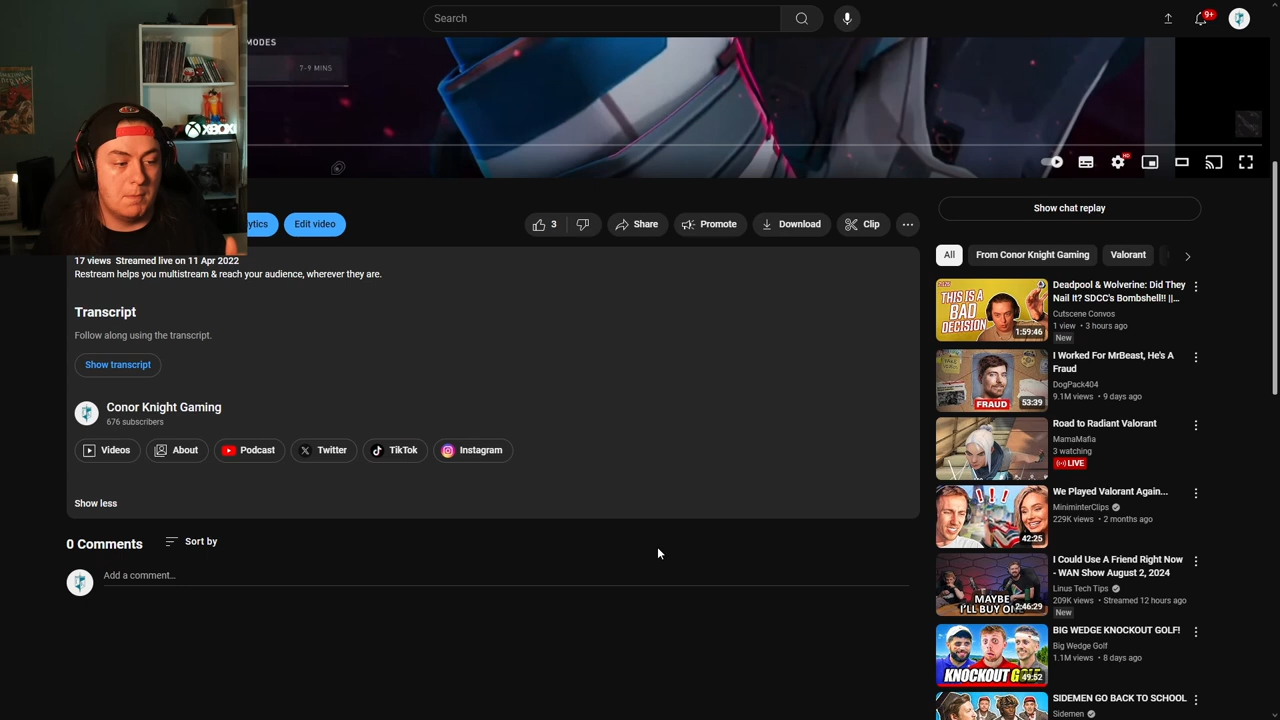 MODES
7-9 MINS
XBOX
Search
9+
HD
ytics
Edit video
3
Share
Promote
Download
Clip
Show chat replay
17 views Streamed live on 11 Apr 2022
Restream helps you multistream & reach your audience, wherever they are.
Transcript
Follow along using the transcript.
Show transcript
Conor Knight Gaming
676 subscribers
Videos
About
Podcast
Twitter
TikTok
Instagram
Show less
0 Comments
Sort by
Add a comment...
All
From Conor Knight Gaming
Valorant
THIS IS A
BAD
DECISION
1:59:46
Deadpool & Wolverine: Did They
Nail It? SDCC's Bombshell!! ||...
Cutscene Convos
1 view • 3 hours ago
New
FRAUD
53:39
I Worked For MrBeast, He's A
Fraud
DogPack404
9.1M views • 9 days ago
Road to Radiant Valorant
MamaMafia
3 watching
LIVE
!!!
42:25
We Played Valorant Again...
MiniminterClips
229K views • 2 months ago
MAYBE
I'LL BUY ON
2:46:29
I Could Use A Friend Right Now
- WAN Show August 2, 2024
Linus Tech Tips
209K views • Streamed 12 hours ago
New
KNOCKOUT G
49:52
BIG WEDGE KNOCKOUT GOLF!
Big Wedge Golf
1.1M views • 8 days ago
SIDEMEN GO BACK TO SCHOOL
Sidemen